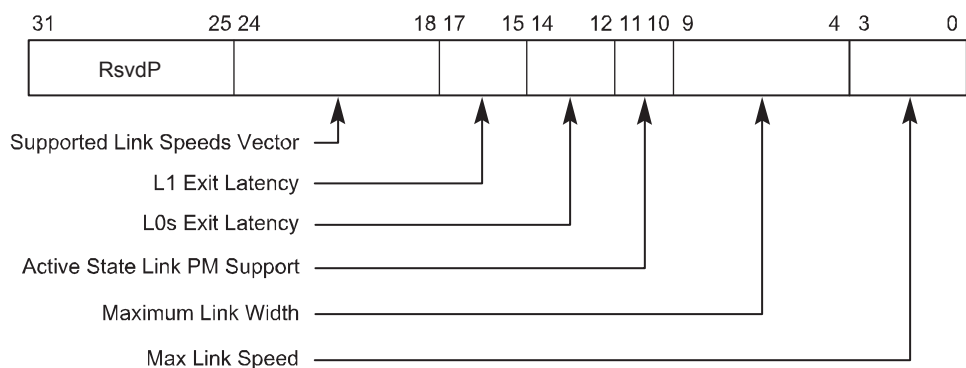 31 25 24 18 17 15 14 12 11 10 9 4 3 0
RsvdP
Supported Link Speeds Vector
L1 Exit Latency
L0s Exit Latency
Active State Link PM Support
Maximum Link Width
Max Link Speed